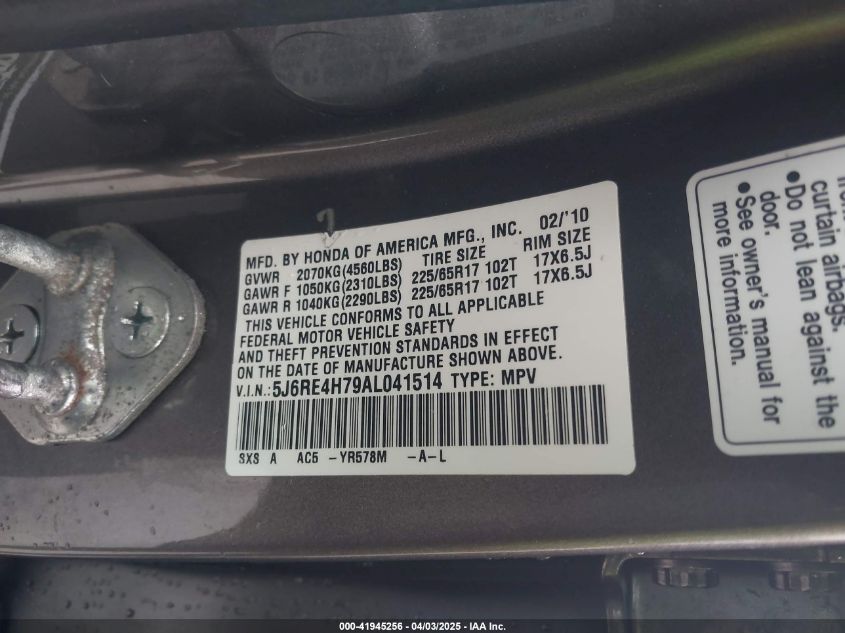 MFD. BY HONDA OF AMERICA MFG., INC. 02/'10
GVWR 2070KG(4560LBS) TIRE SIZE RIM SIZE
GAWR F 1050KG(2310LBS) 225/65R17 102T 17X6.5J
GAWR R 1040KG(2290LBS) 225/65R17 102T 17X6.5J
THIS VEHICLE CONFORMS TO ALL APPLICABLE
FEDERAL MOTOR VEHICLE SAFETY
AND THEFT PREVENTION STANDARDS IN EFFECT
ON THE DATE OF MANUFACTURE SHOWN ABOVE.
V.I.N.:5J6RE4H79AL041514 TYPE: MPV
SXS A AC5 -YR578M -A-L
curtain airbags.
•Do not lean against the
door.
•See owner's manual for
more information.
000-41945256 - 04/03/2025 - IAA Inc.